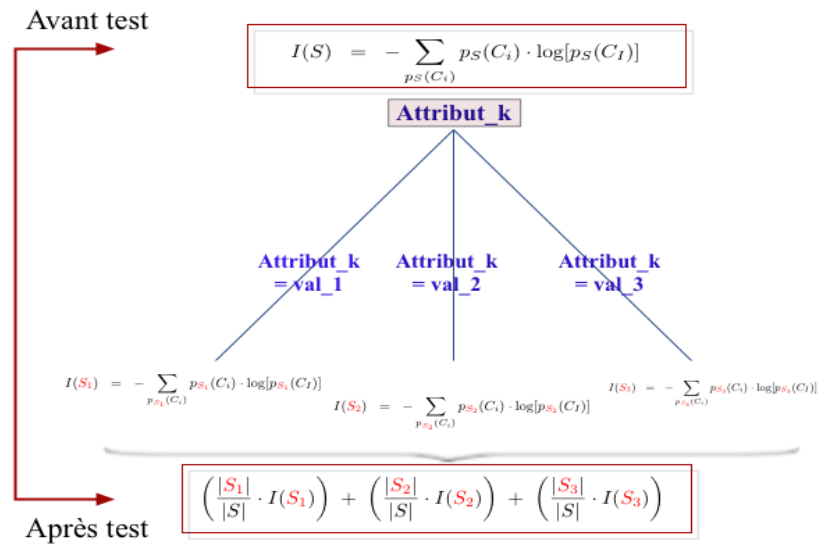 Avant test
I(S) = − ∑ p_S(C_i) · log[p_S(C_I)]
p_S(C_i)
Attribut_k
Attribut_k Attribut_k Attribut_k
= val_1 = val_2 = val_3
I(S_1) = − ∑ p_{S_1}(C_i) · log[p_{S_1}(C_I)]
p_{S_1}(C_i)
I(S_2) = − ∑ p_{S_2}(C_i) · log[p_{S_2}(C_I)]
p_{S_2}(C_i)
I(S_3) = − ∑ p_{S_3}(C_i) · log[p_{S_3}(C_I)]
p_{S_3}(C_i)
(|S_1|/|S| · I(S_1)) + (|S_2|/|S| · I(S_2)) + (|S_3|/|S| · I(S_3))
Après test